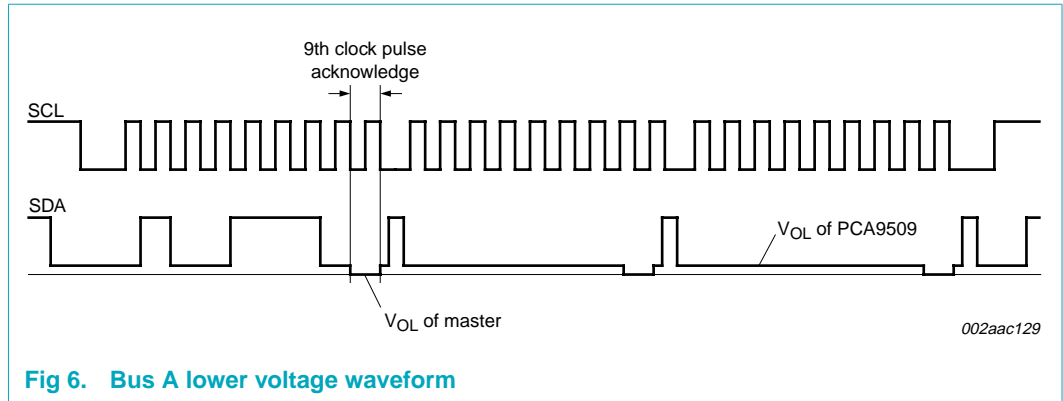 9th clock pulse
acknowledge
SCL
SDA
VOL of PCA9509
VOL of master
002aac129
Fig 6. Bus A lower voltage waveform